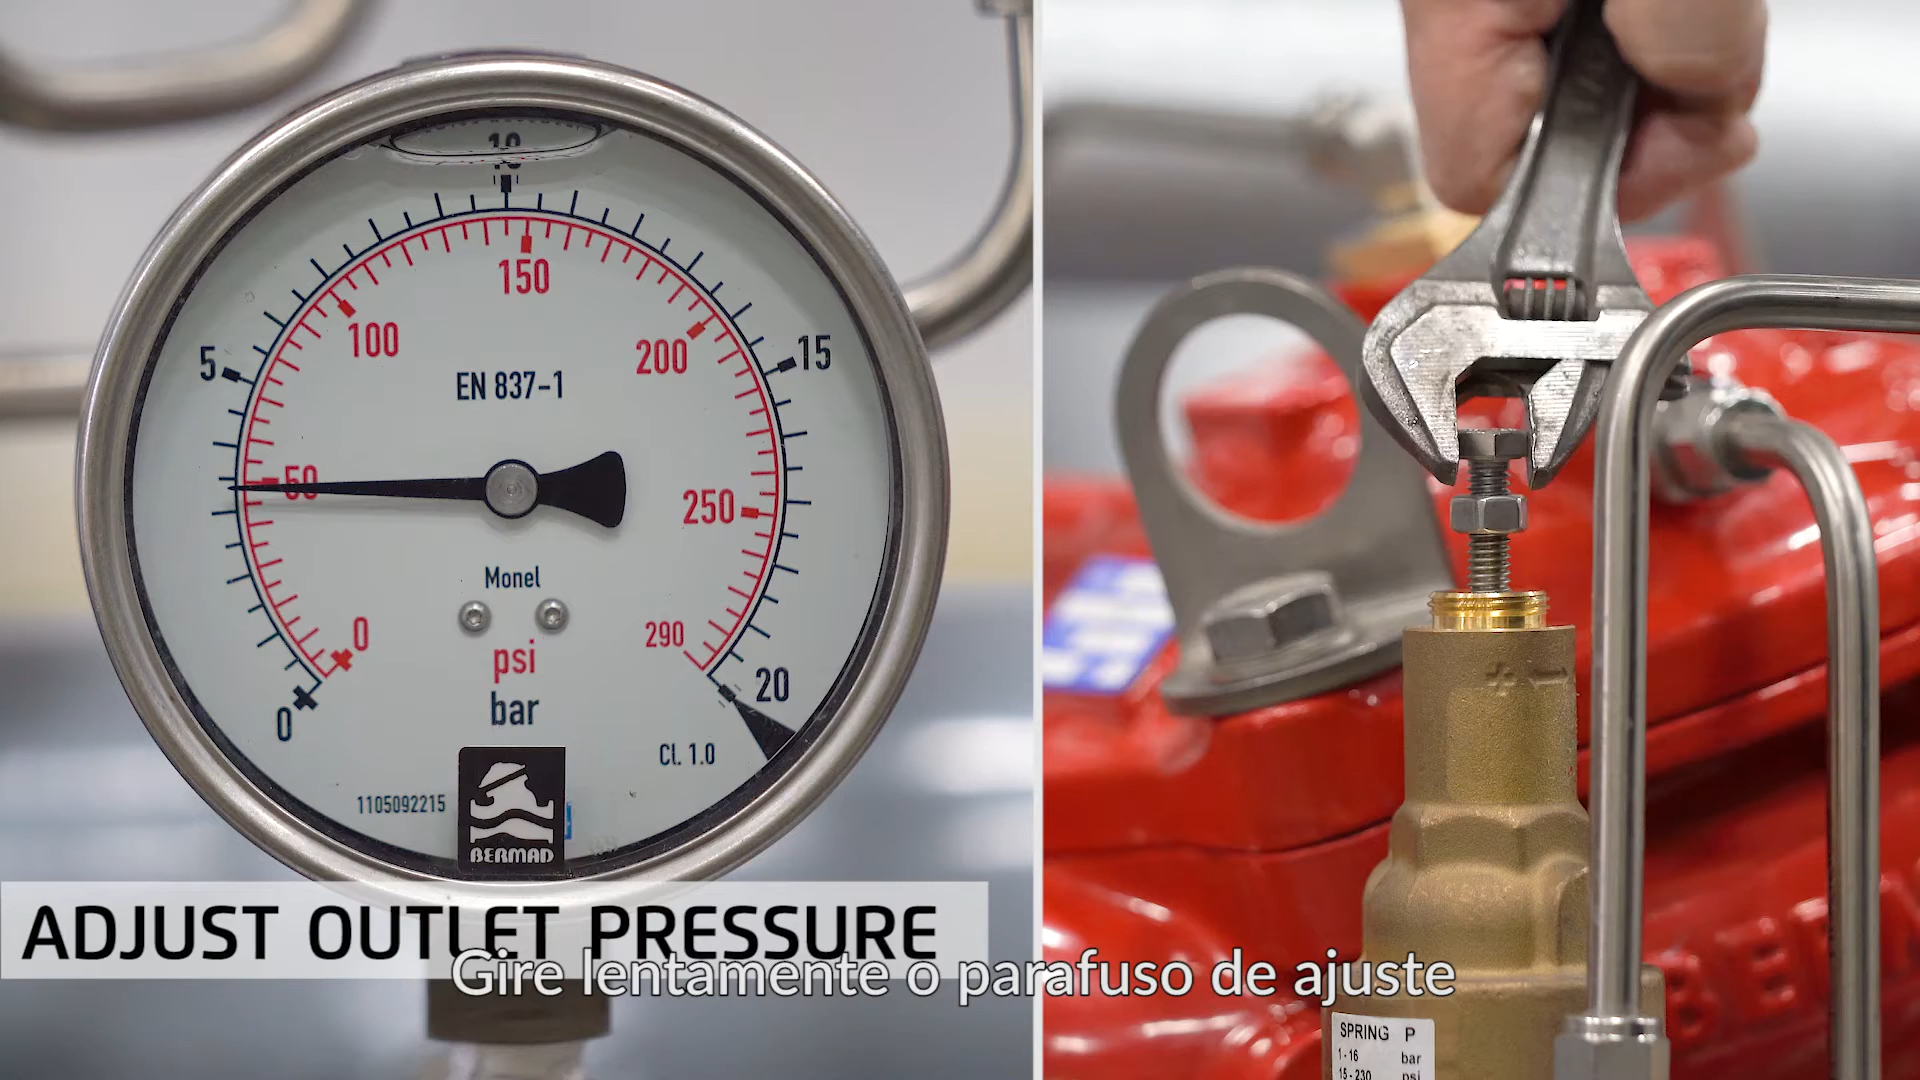 10
150
100
200
5
15
EN 837-1
50
250
Monel
0
290
psi
20
0
bar
Cl. 1.0
1105092215
BERMAD
ADJUST OUTLET PRESSURE
Gire lentamente o parafuso de ajuste
+
SPRING P
1-16 bar
15-230 psi